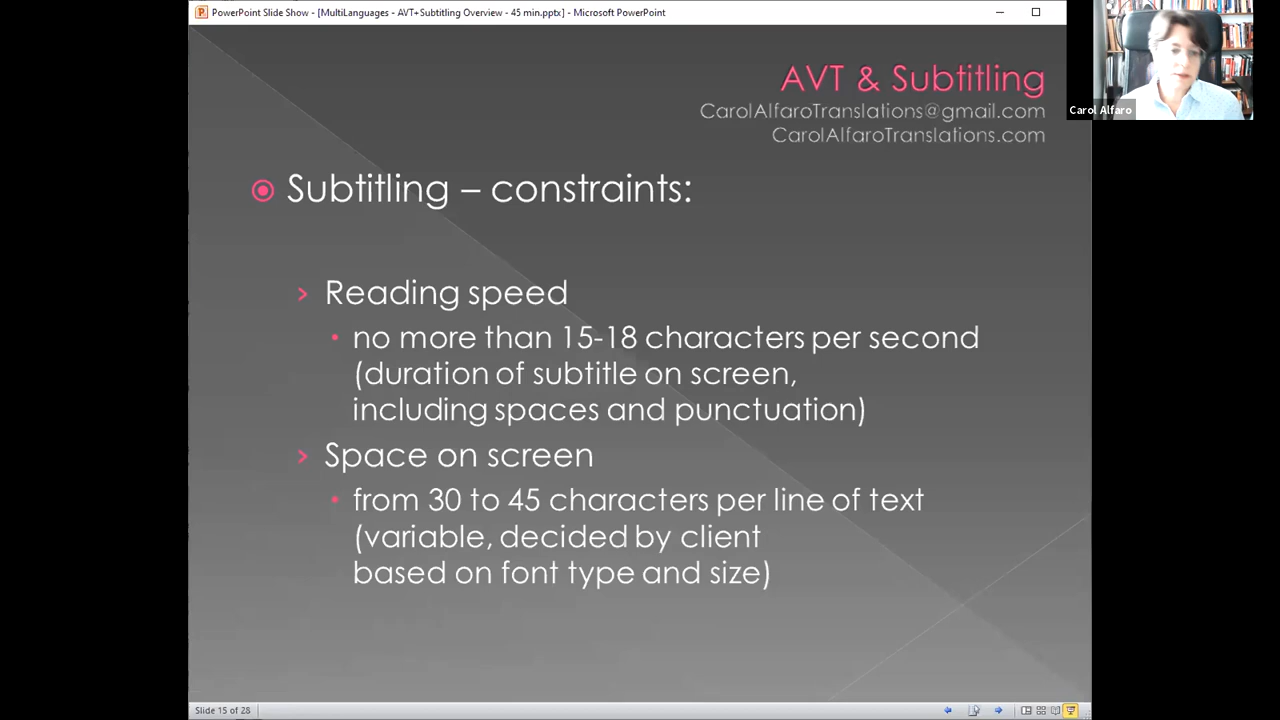 PowerPoint Slide Show - [MultiLanguages - AVT+Subtitling Overview - 45 min.pptx] - Microsoft PowerPoint
AVT & Subtitling
CarolAlfaroTranslations@gmail.com
CarolAlfaroTranslations.com
Carol Alfaro
Subtitling – constraints:
› Reading speed
• no more than 15-18 characters per second
(duration of subtitle on screen,
including spaces and punctuation)
› Space on screen
• from 30 to 45 characters per line of text
(variable, decided by client
based on font type and size)
Slide 15 of 28